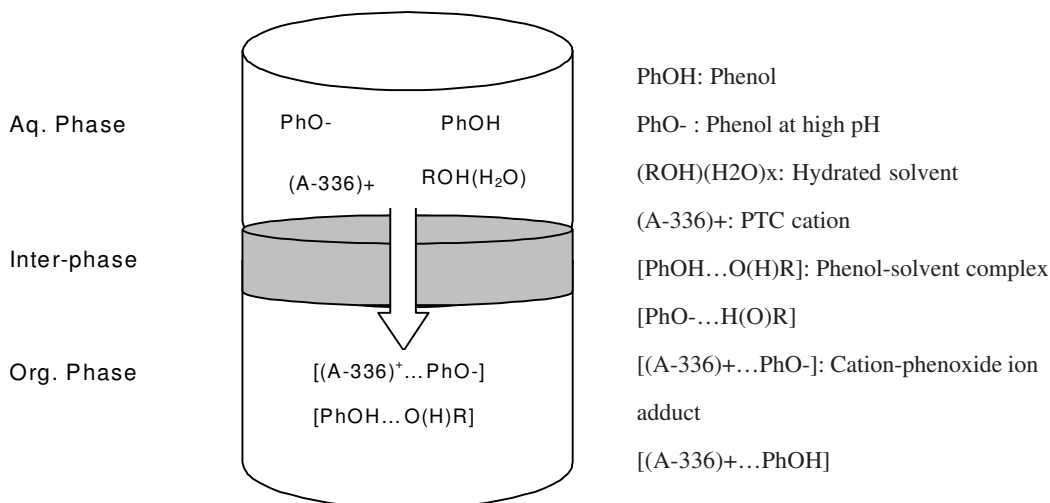 Aq. Phase
PhO-
PhOH
(A-336)+
ROH(H₂O)
Inter-phase
Org. Phase
[(A-336)⁺...PhO-]
[PhOH...O(H)R]
PhOH: Phenol
PhO- : Phenol at high pH
(ROH)(H2O)x: Hydrated solvent
(A-336)+: PTC cation
[PhOH…O(H)R]: Phenol-solvent complex
[PhO-…H(O)R]
[(A-336)+…PhO-]: Cation-phenoxide ion
adduct
[(A-336)+…PhOH]